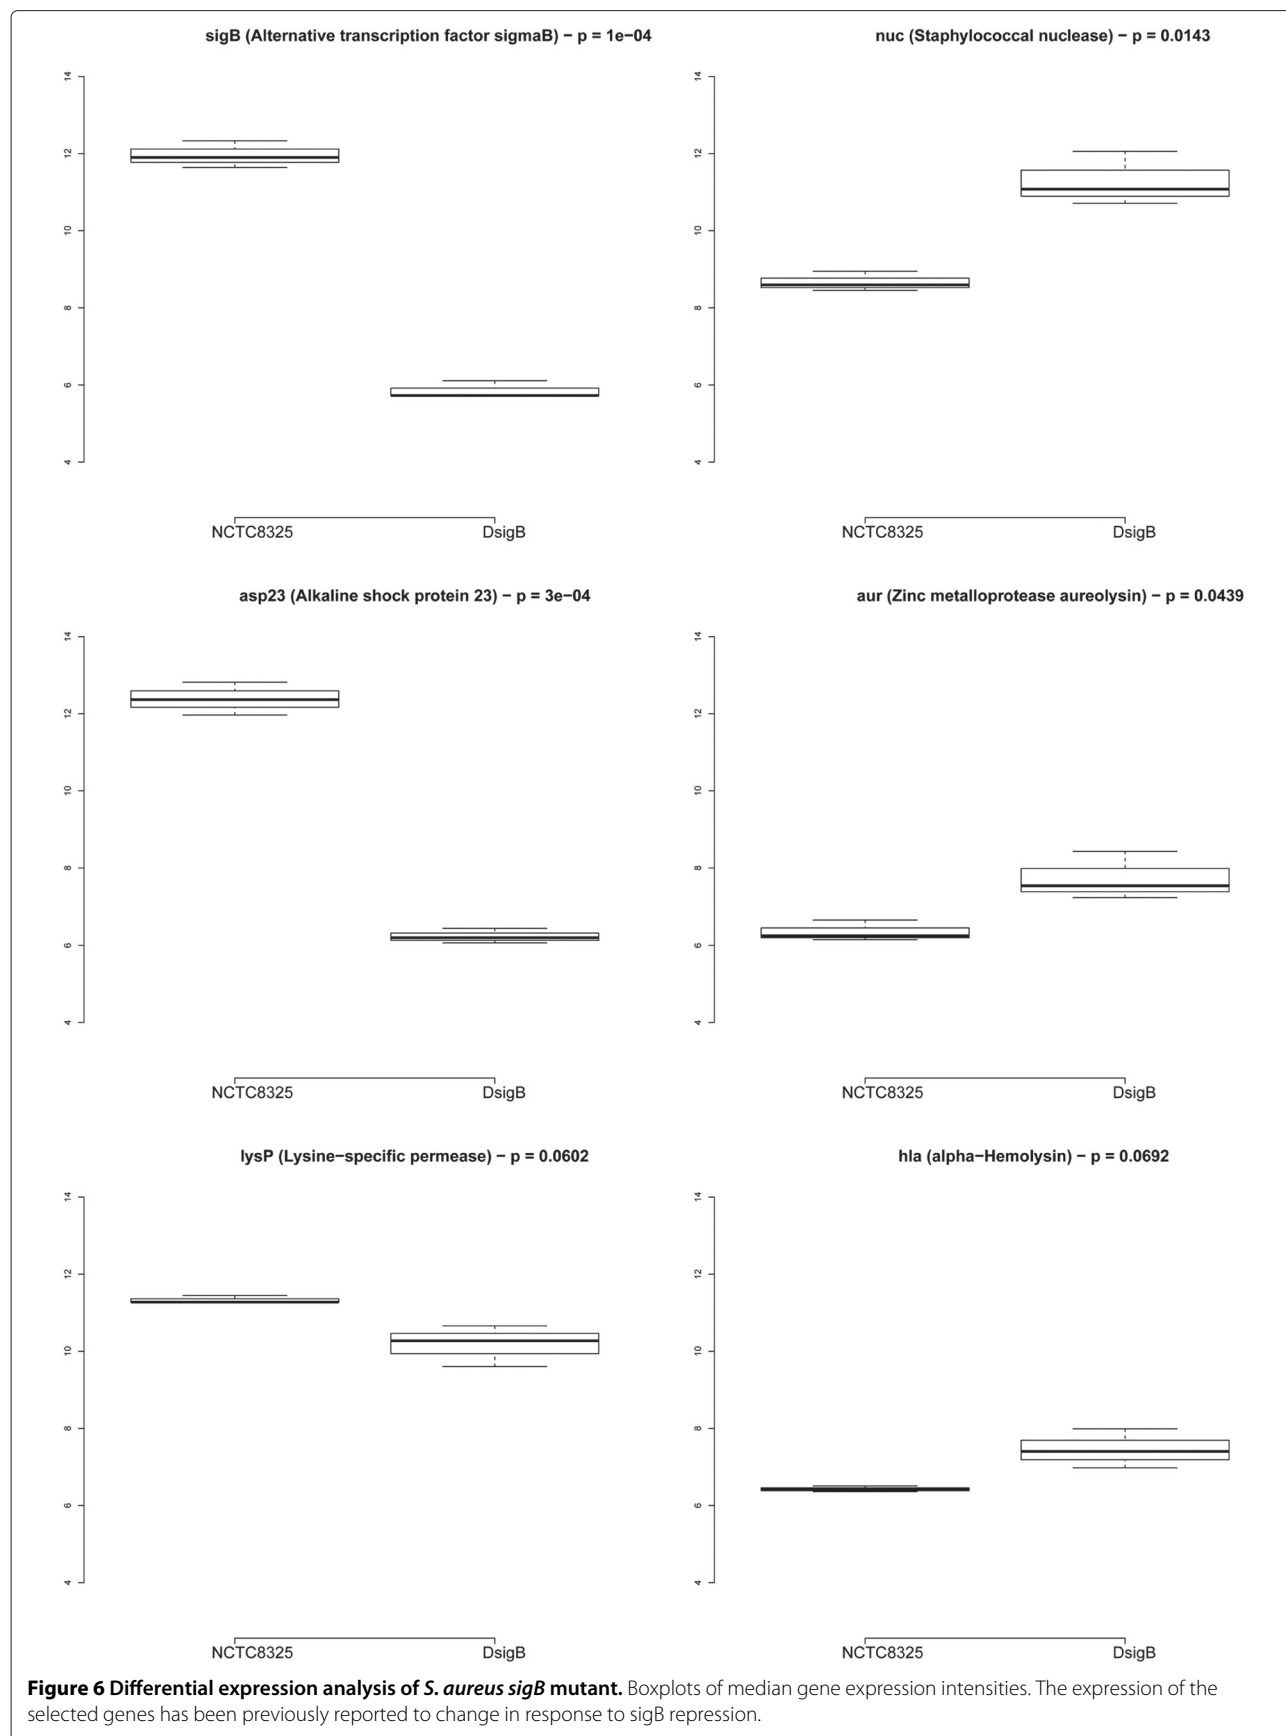 sigB (Alternative transcription factor sigmaB) − p = 1e−04
14
12
10
8
6
4
NCTC8325
DsigB
nuc (Staphylococcal nuclease) − p = 0.0143
14
12
10
8
6
4
NCTC8325
DsigB
asp23 (Alkaline shock protein 23) − p = 3e−04
14
12
10
8
6
4
NCTC8325
DsigB
aur (Zinc metalloprotease aureolysin) − p = 0.0439
14
12
10
8
6
4
NCTC8325
DsigB
lysP (Lysine−specific permease) − p = 0.0602
14
12
10
8
6
4
NCTC8325
DsigB
hla (alpha−Hemolysin) − p = 0.0692
14
12
10
8
6
4
NCTC8325
DsigB
Figure 6 Differential expression analysis of S. aureus sigB mutant. Boxplots of median gene expression intensities. The expression of the
selected genes has been previously reported to change in response to sigB repression.